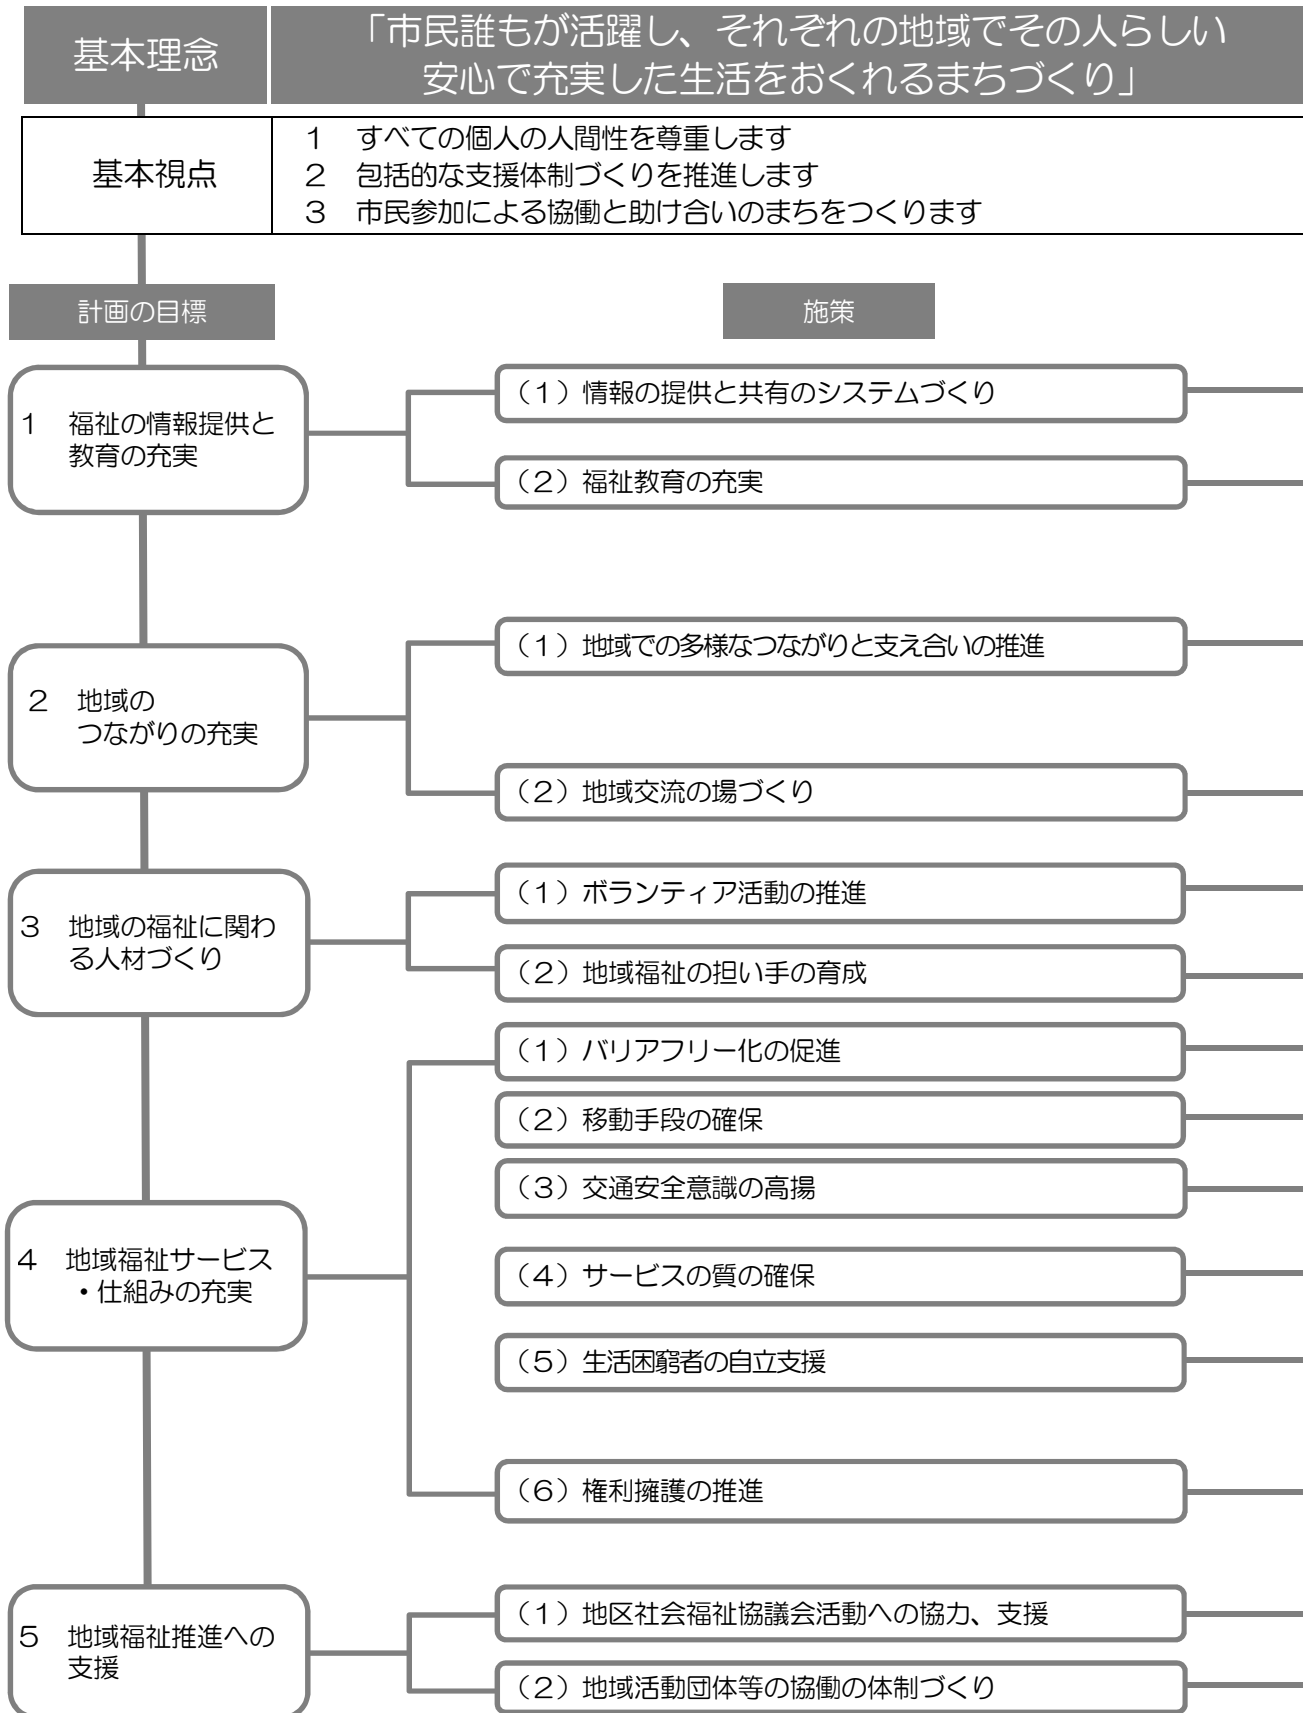 基本理念
「市民誰もが活躍し、それぞれの地域でその人らしい
安心で充実した生活をおくれるまちづくり」
基本視点
1 すべての個人の人間性を尊重します
2 包括的な支援体制づくりを推進します
3 市民参加による協働と助け合いのまちをつくります
計画の目標
施策
1 福祉の情報提供と
教育の充実
(1)情報の提供と共有のシステムづくり
(2)福祉教育の充実
2 地域の
つながりの充実
(1)地域での多様なつながりと支え合いの推進
(2)地域交流の場づくり
3 地域の福祉に関わ
る人材づくり
(1)ボランティア活動の推進
(2)地域福祉の担い手の育成
4 地域福祉サービス
・仕組みの充実
(1)バリアフリー化の促進
(2)移動手段の確保
(3)交通安全意識の高揚
(4)サービスの質の確保
(5)生活困窮者の自立支援
(6)権利擁護の推進
5 地域福祉推進への
支援
(1)地区社会福祉協議会活動への協力、支援
(2)地域活動団体等の協働の体制づくり